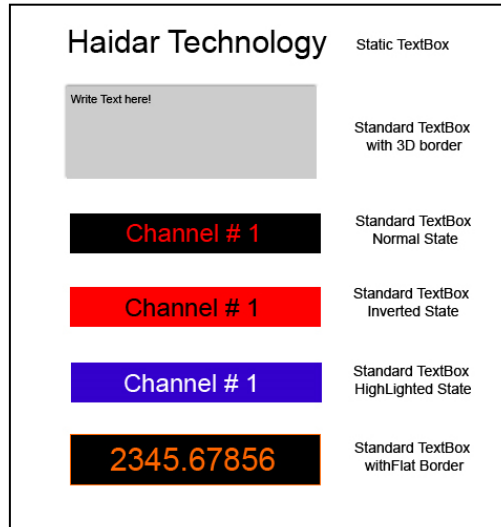 Haidar Technology
Static TextBox
Write Text here!
Standard TextBox
with 3D border
Channel # 1
Standard TextBox
Normal State
Channel # 1
Standard TextBox
Inverted State
Channel # 1
Standard TextBox
HighLighted State
2345.67856
Standard TextBox
withFlat Border